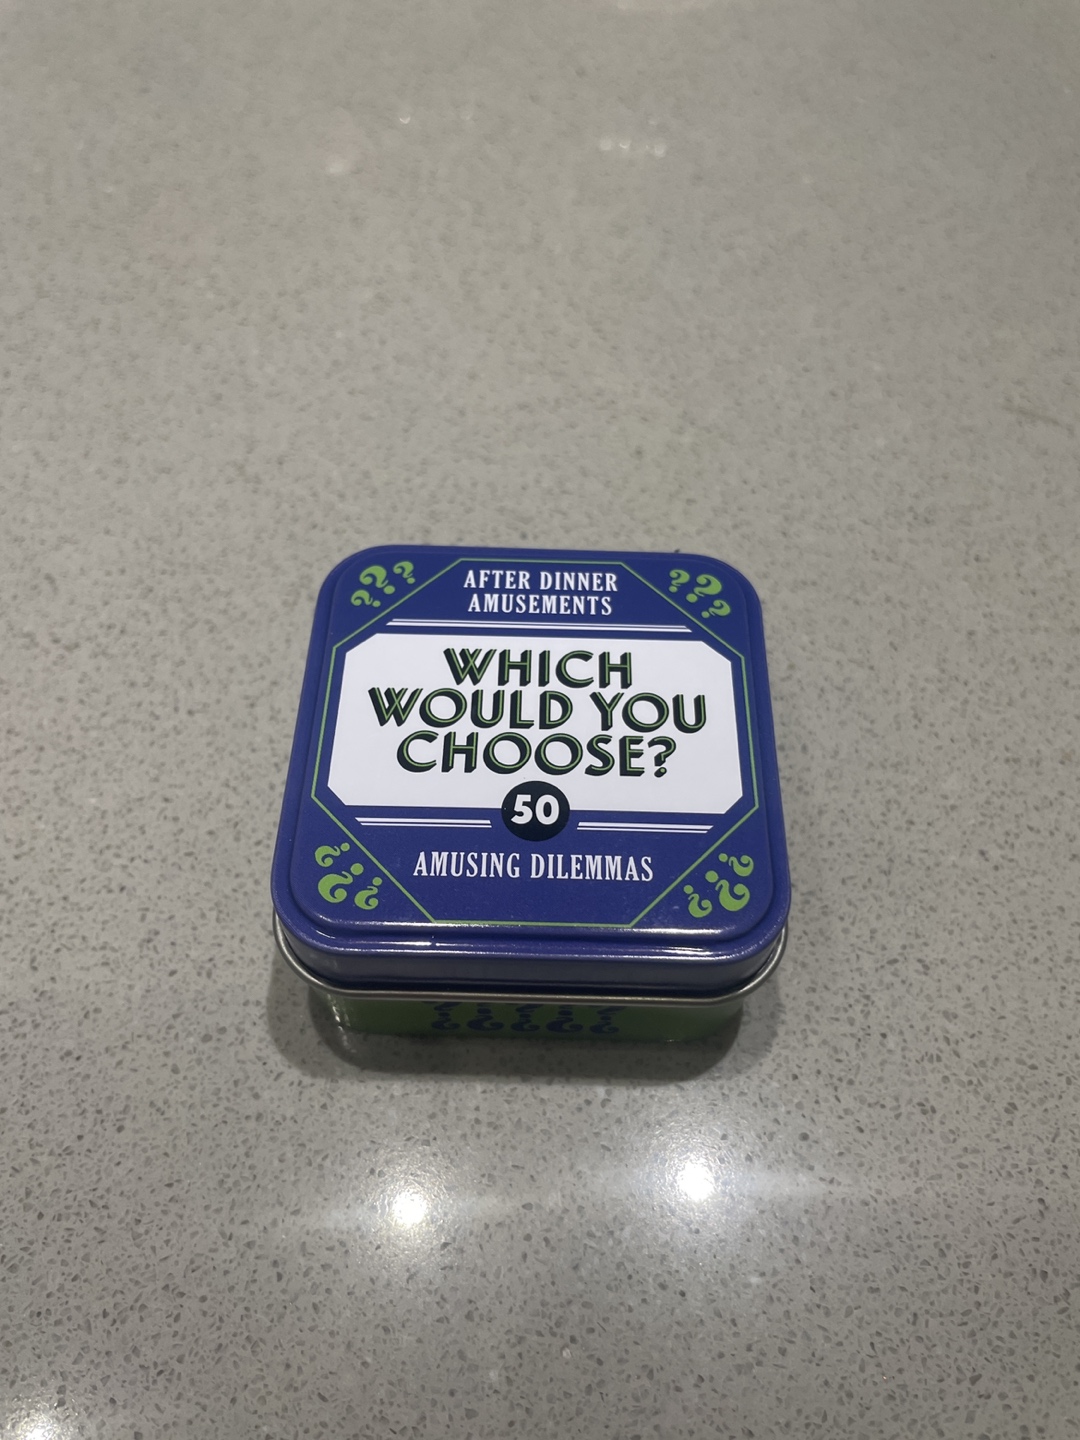 AFTER DINNER
AMUSEMENTS
WHICH
WOULD YOU
CHOOSE?
50
AMUSING DILEMMAS